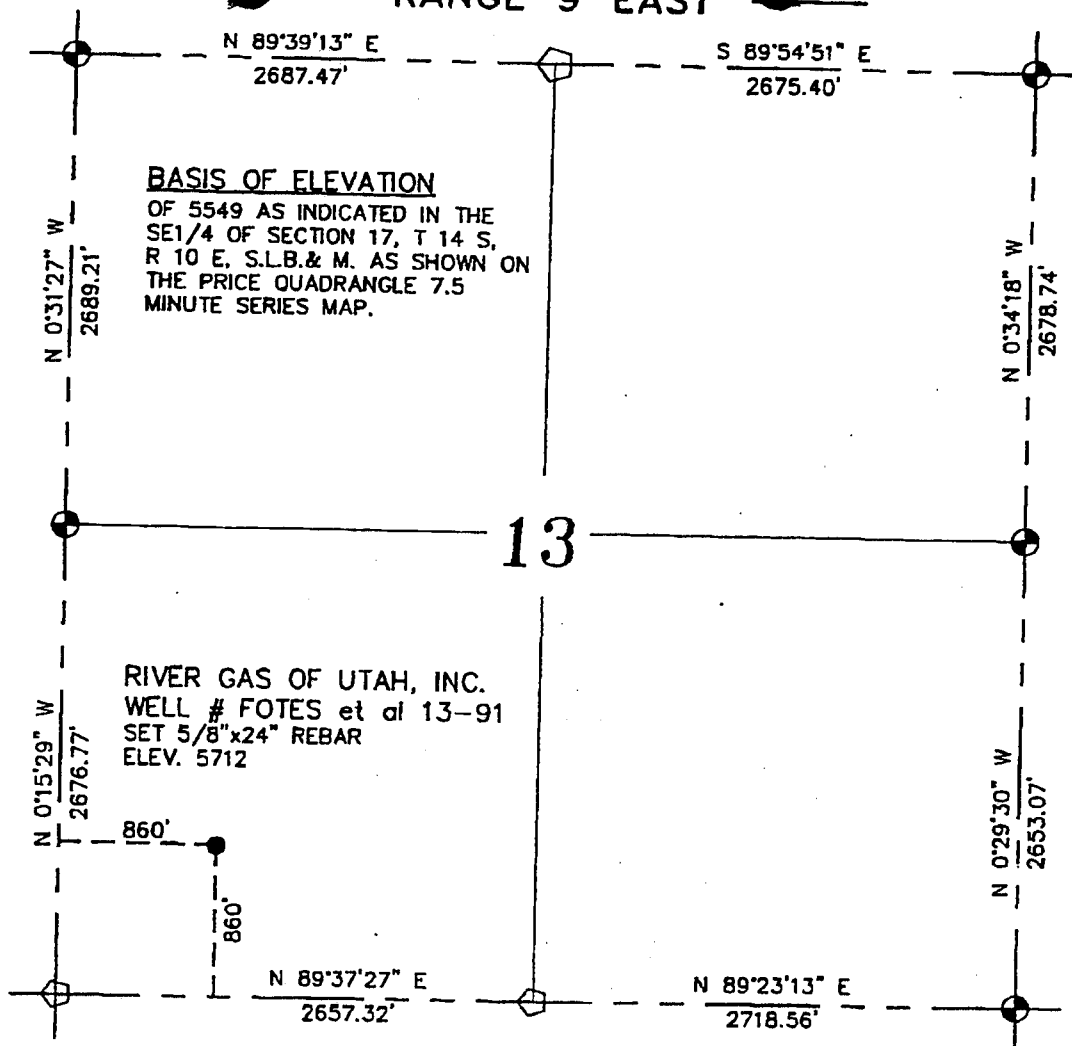 RANGE 9 EAST
N 89°39'13" E
2687.47'
S 89°54'51" E
2675.40'
BASIS OF ELEVATION
OF 5549 AS INDICATED IN THE
SE1/4 OF SECTION 17, T 14 S,
R 10 E, S.L.B.& M. AS SHOWN ON
THE PRICE QUADRANGLE 7.5
MINUTE SERIES MAP.
N 0°31'27" W
2689.21'
N 0°34'18" W
2678.74'
13
RIVER GAS OF UTAH, INC.
WELL # FOTES et al 13-91
SET 5/8"x24" REBAR
ELEV. 5712
N 0°15'29" W
2676.77'
860'
860'
N 0°29'30" W
2653.07'
N 89°37'27" E
2657.32'
N 89°23'13" E
2718.56'